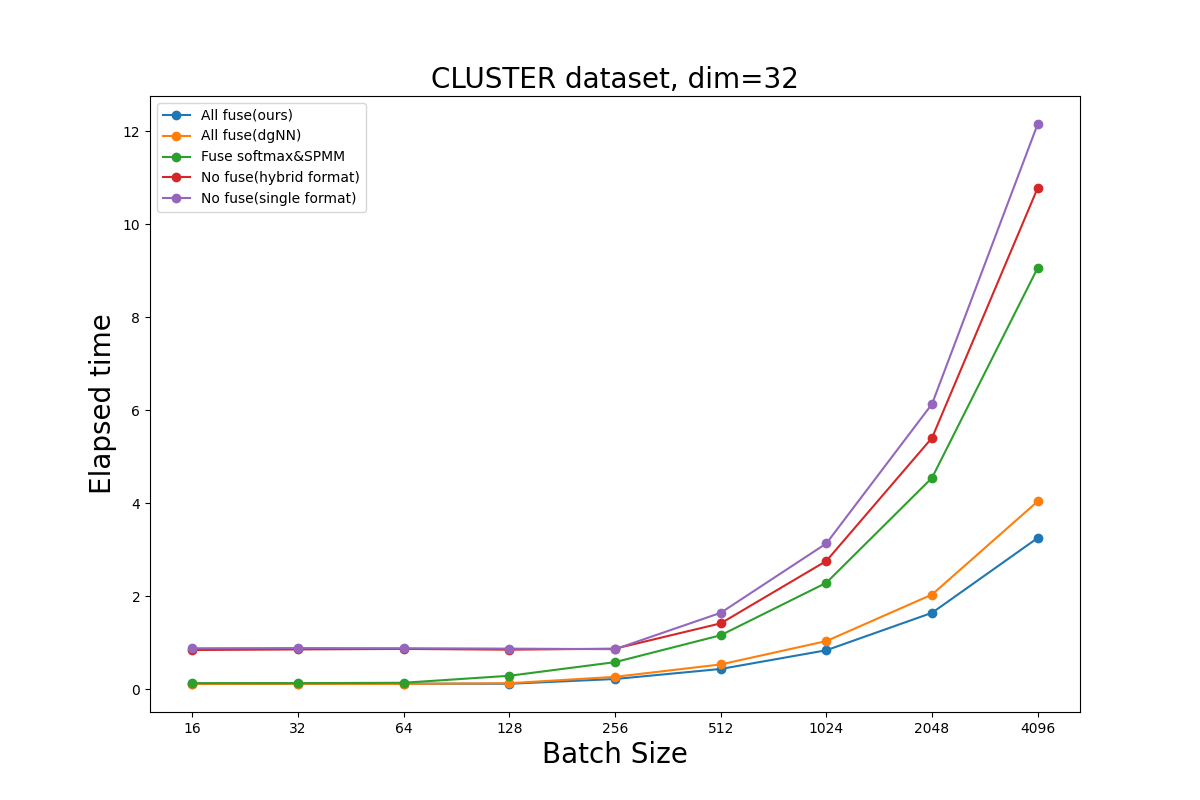 CLUSTER dataset, dim=32
All fuse(ours)
All fuse(dgNN)
Fuse softmax&SPMM
No fuse(hybrid format)
No fuse(single format)
12
10
8
6
4
2
0
Elapsed time
16 32 64 128 256 512 1024 2048 4096
Batch Size